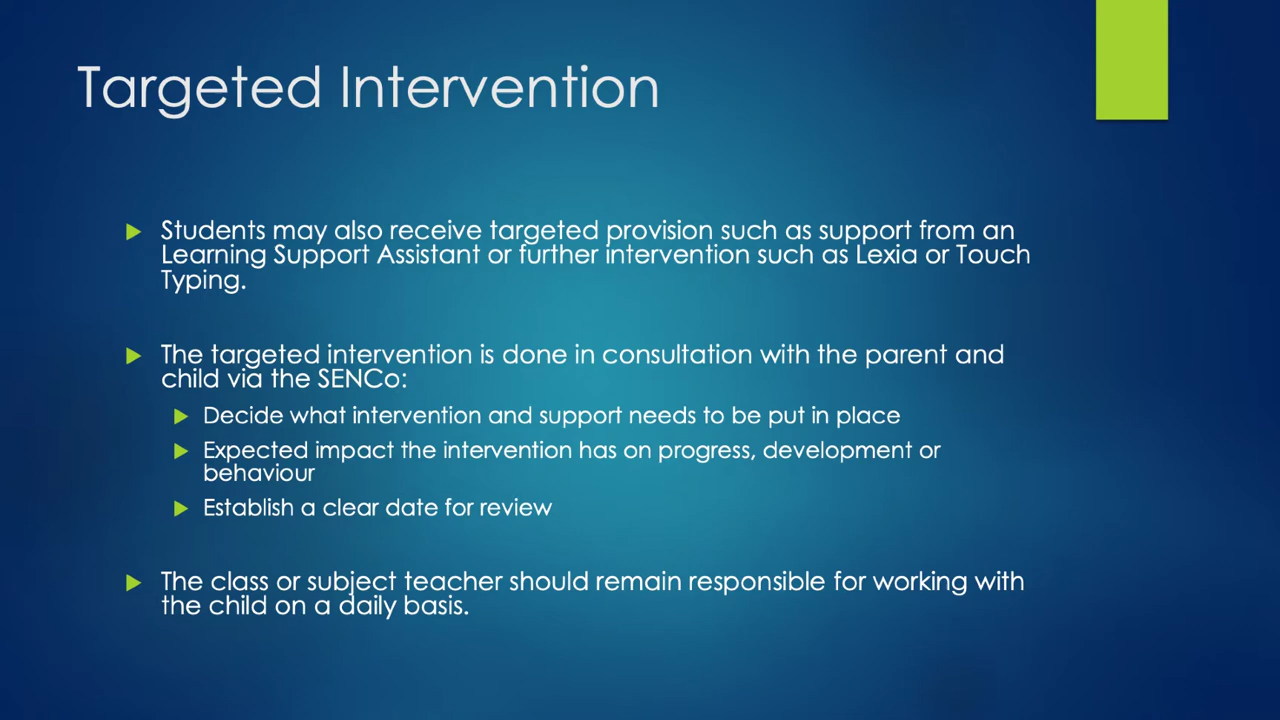 Targeted Intervention
Students may also receive targeted provision such as support from an
Learning Support Assistant or further intervention such as Lexia or Touch
Typing.
The targeted intervention is done in consultation with the parent and
child via the SENCo:
Decide what intervention and support needs to be put in place
Expected impact the intervention has on progress, development or
behaviour
Establish a clear date for review
The class or subject teacher should remain responsible for working with
the child on a daily basis.